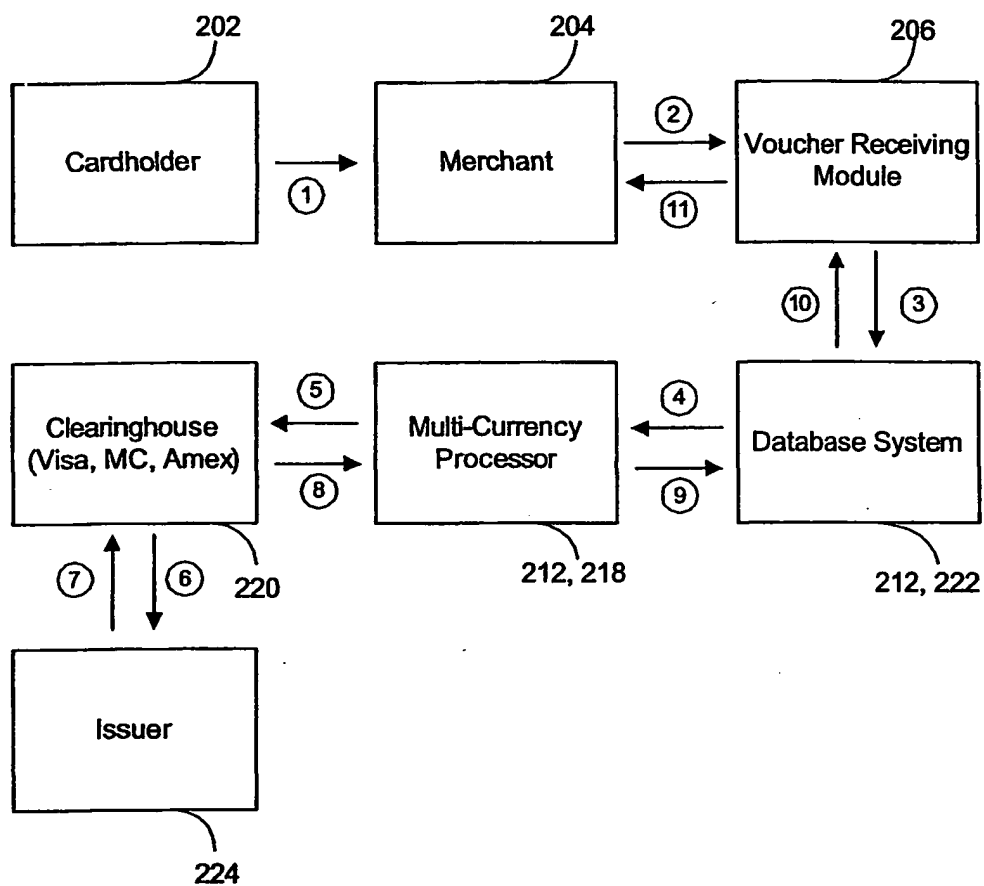 202
204
206
Cardholder
Merchant
Voucher Receiving
Module
1
2
11
10
3
Clearinghouse
(Visa, MC, Amex)
Multi-Currency
Processor
Database System
5
8
4
9
7
6
220
212, 218
212, 222
Issuer
224